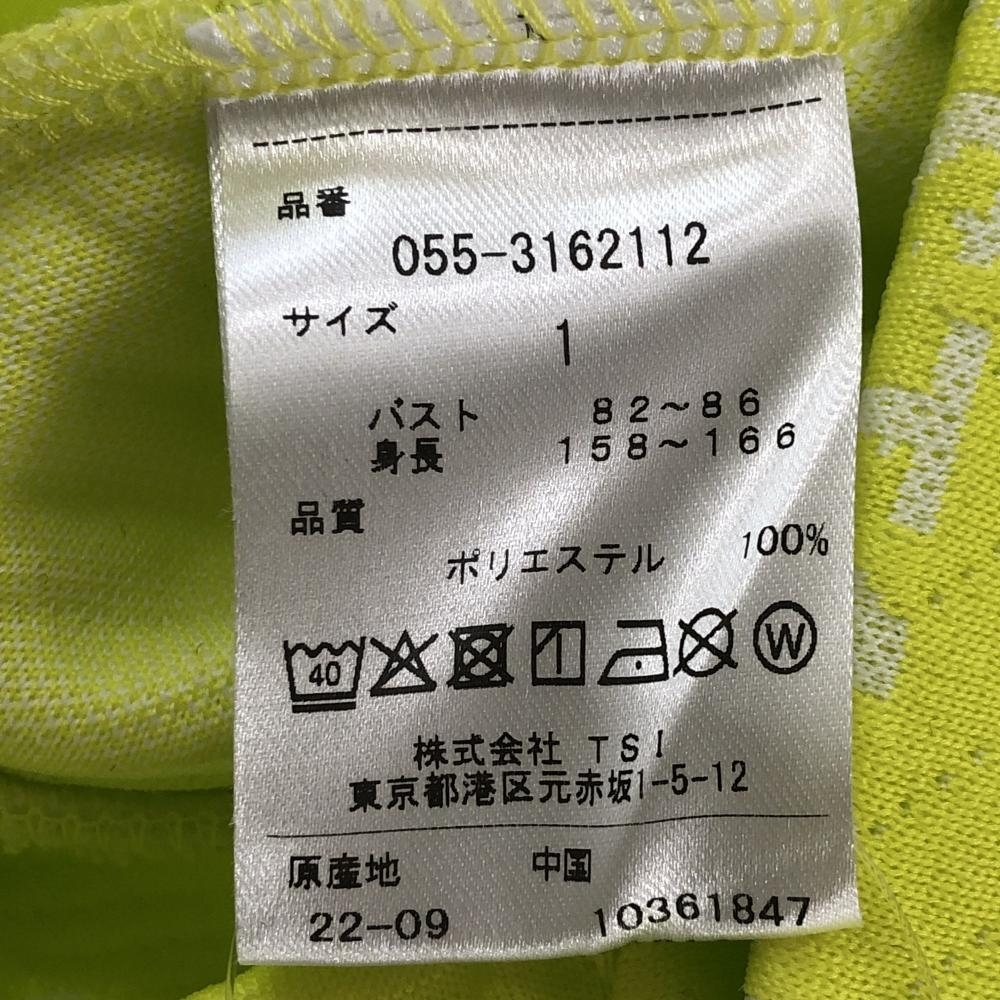 品番
055-3162112
サイズ
1
バスト 82～86
身長 158～166
品質
ポリエステル 100%
40 W
株式会社 TSI
東京都港区元赤坂1-5-12
原産地 中国
22-09 10361847